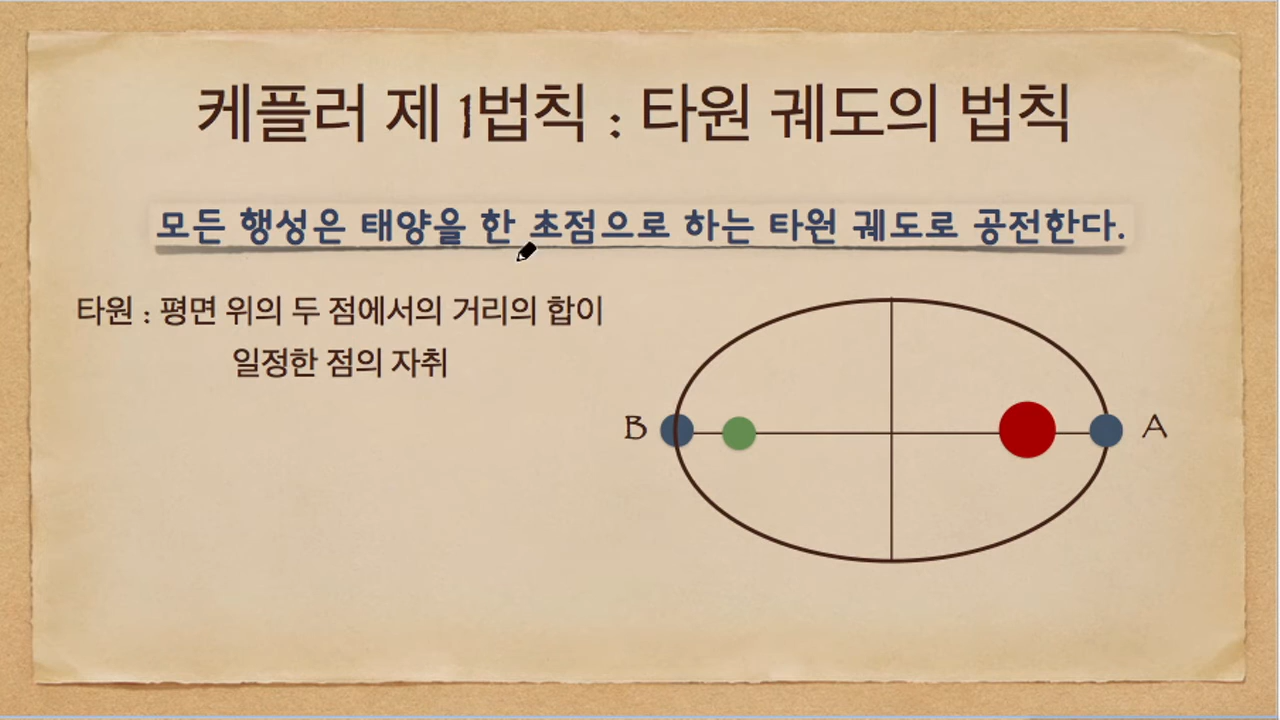 케플러 제 1법칙 : 타원 궤도의 법칙
모든 행성은 태양을 한 초점으로 하는 타원 궤도로 공전한다.
타원 : 평면 위의 두 점에서의 거리의 합이
일정한 점의 자취
B
A